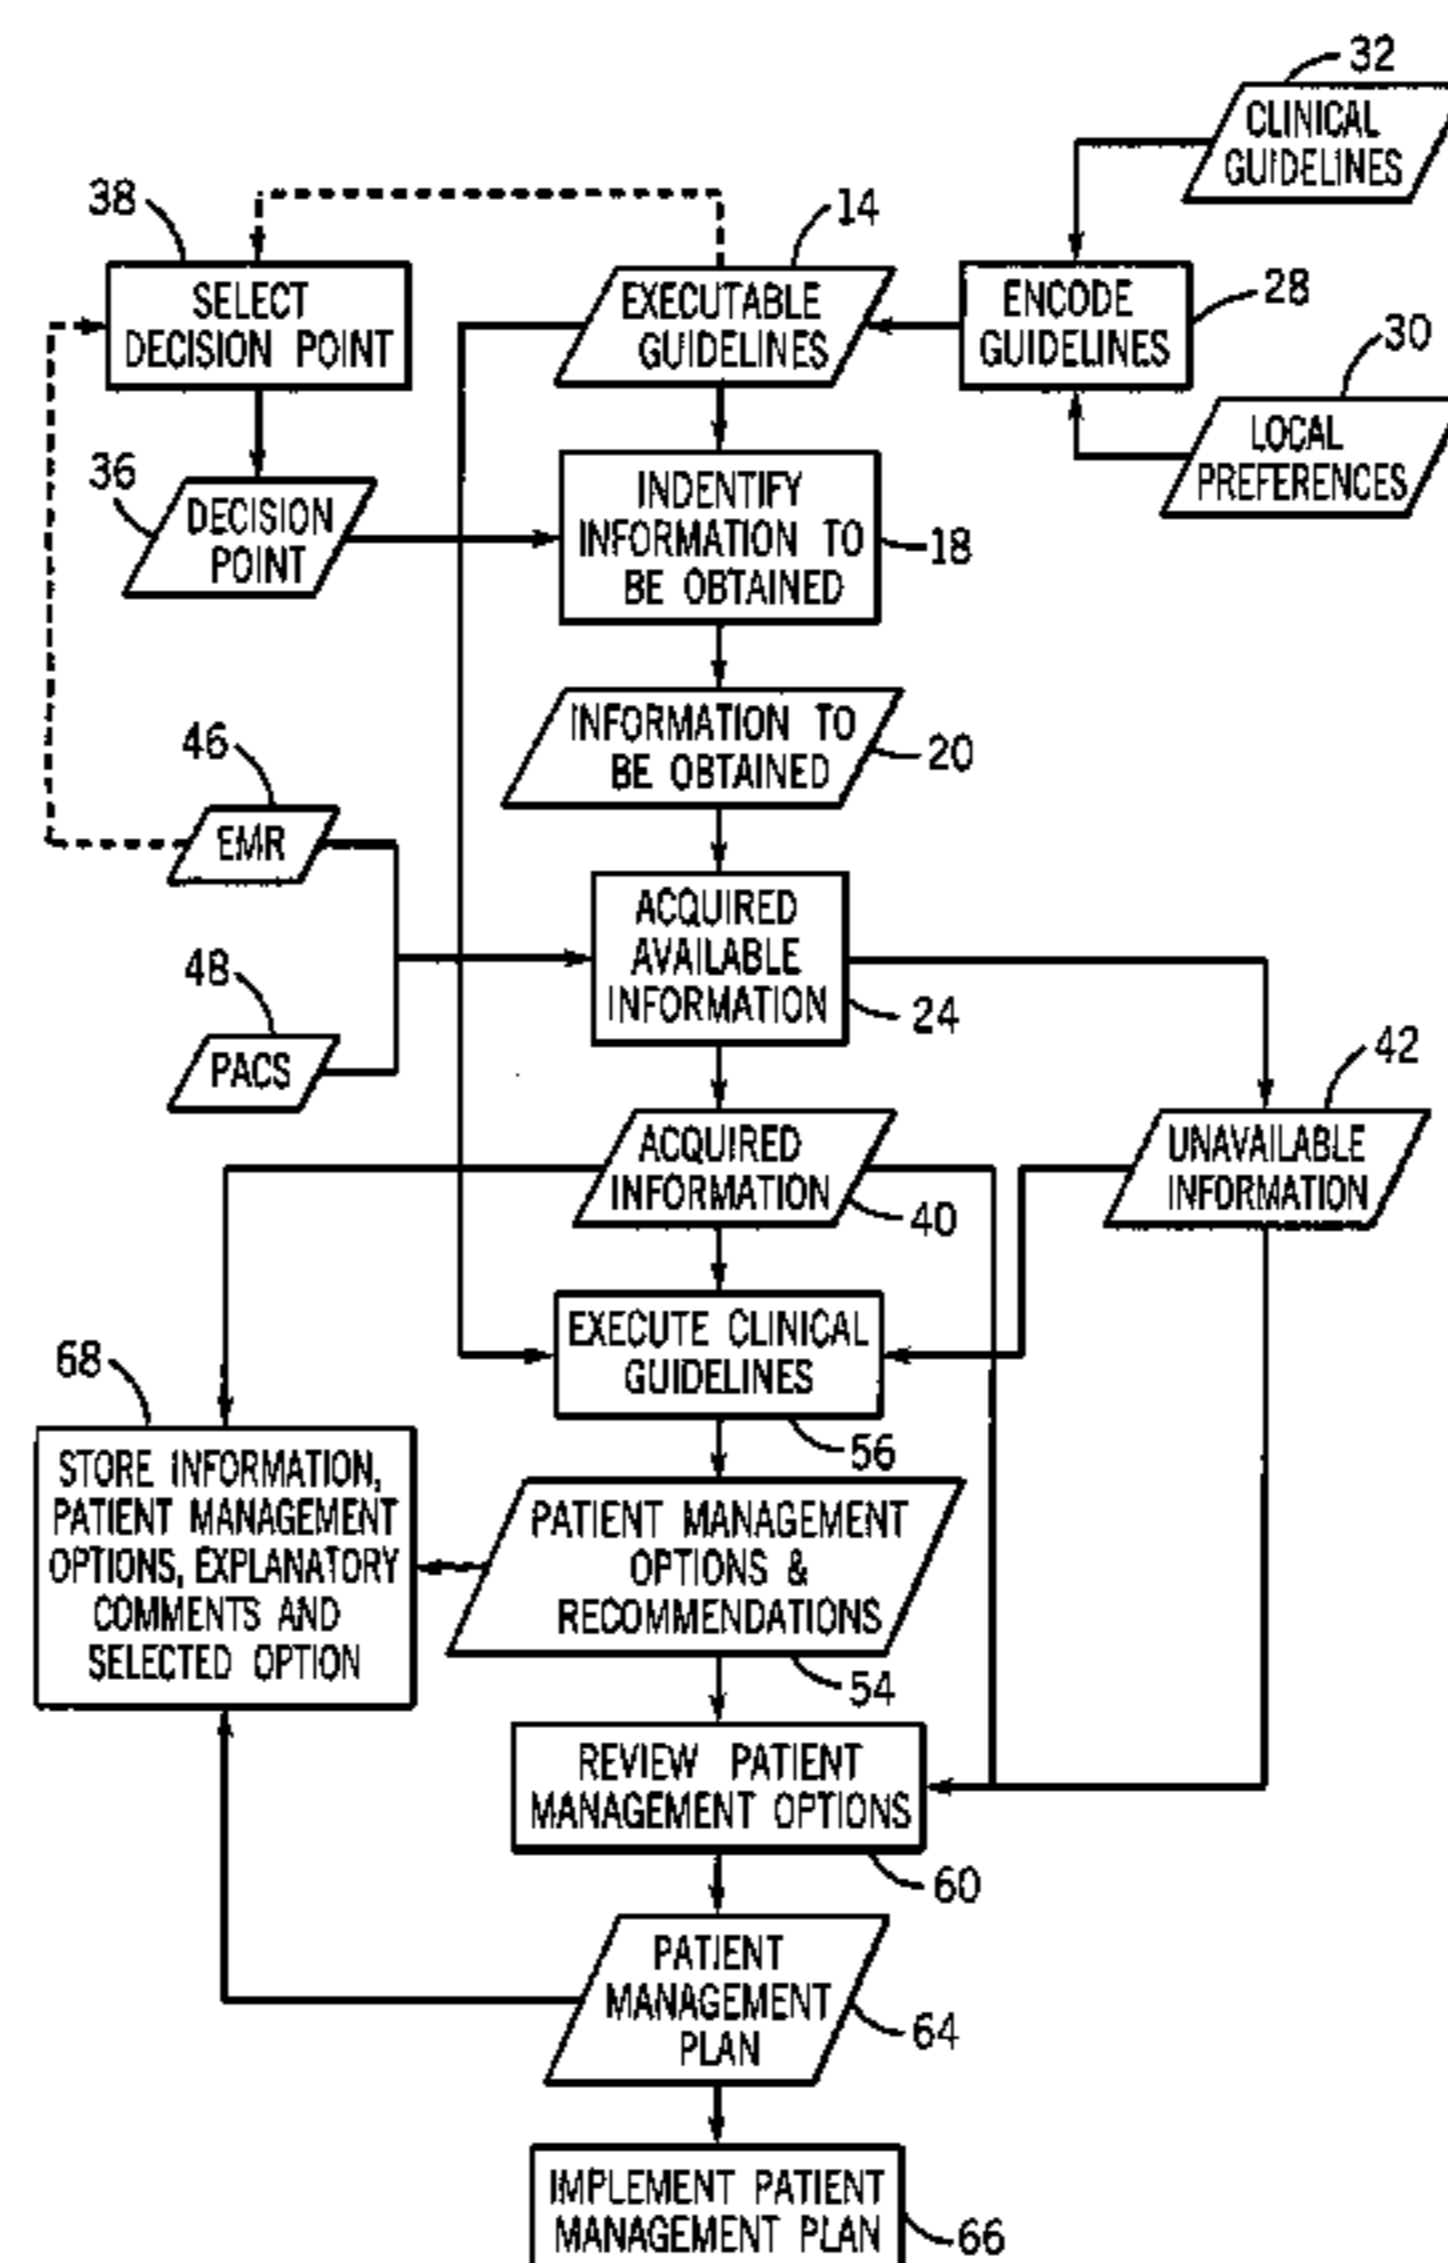 32
CLINICAL
GUIDELINES
38
14
SELECT
DECISION POINT
EXECUTABLE
GUIDELINES
ENCODE
GUIDELINES
28
30
LOCAL
PREFERENCES
36
DECISION
POINT
INDENTIFY
INFORMATION TO
BE OBTAINED
18
INFORMATION TO
BE OBTAINED
20
46
EMR
ACQUIRED
AVAILABLE
INFORMATION
24
48
PACS
42
ACQUIRED
INFORMATION
40
UNAVAILABLE
INFORMATION
EXECUTE CLINICAL
GUIDELINES
56
68
STORE INFORMATION,
PATIENT MANAGEMENT
OPTIONS, EXPLANATORY
COMMENTS AND
SELECTED OPTION
PATIENT MANAGEMENT
OPTIONS &
RECOMMENDATIONS
54
REVIEW PATIENT
MANAGEMENT OPTIONS
60
PATIENT
MANAGEMENT
PLAN
64
IMPLEMENT PATIENT
MANAGEMENT PLAN
66